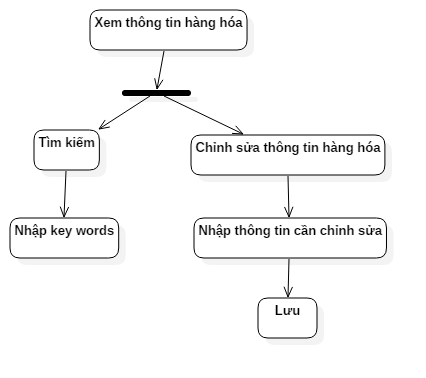 Xem thông tin hàng hóa
Tìm kiếm
Chỉnh sửa thông tin hàng hóa
Nhập key words
Nhập thông tin cần chỉnh sửa
Lưu